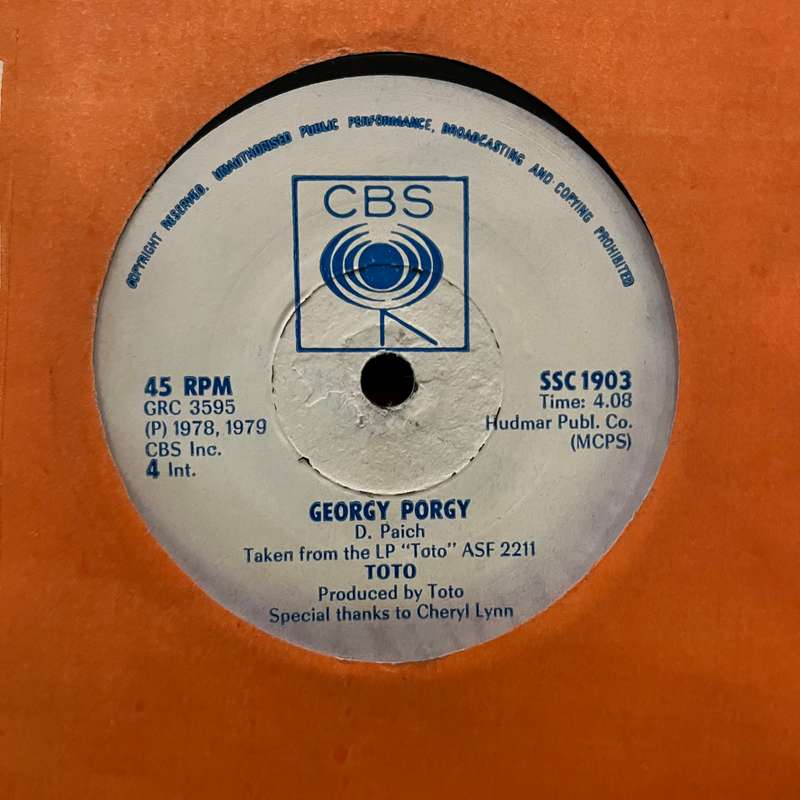 COPYRIGHT RESERVED. UNAUTHORISED PUBLIC PERFORMANCE, BROADCASTING AND COPYING PROHIBITED
CBS
45 RPM
GRC 3595
(P) 1978, 1979
CBS Inc.
4 Int.
SSC 1903
Time: 4.08
Hudmar Publ. Co.
(MCPS)
GEORGY PORGY
D. Paich
Taken from the LP "Toto" ASF 2211
TOTO
Produced by Toto
Special thanks to Cheryl Lynn